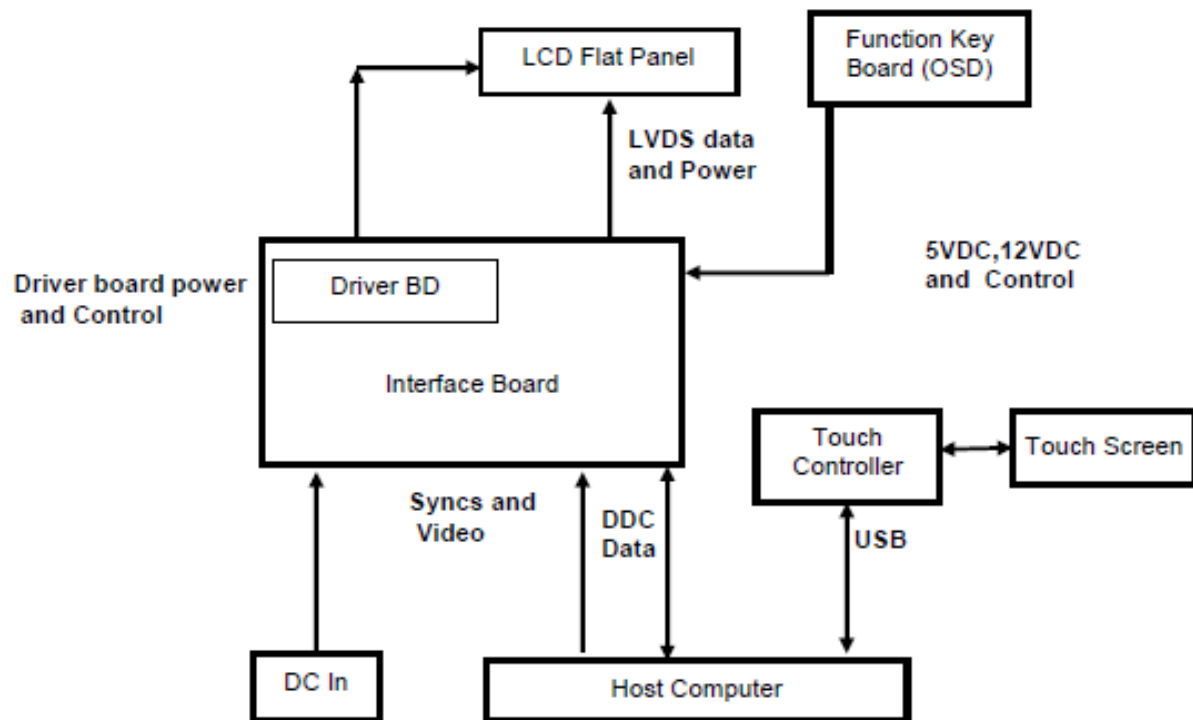 LCD Flat Panel
Function Key
Board (OSD)
LVDS data
and Power
5VDC,12VDC
and Control
Driver board power
and Control
Driver BD
Interface Board
Touch
Controller
Touch Screen
Syncs and
Video
DDC
Data
USB
DC In
Host Computer